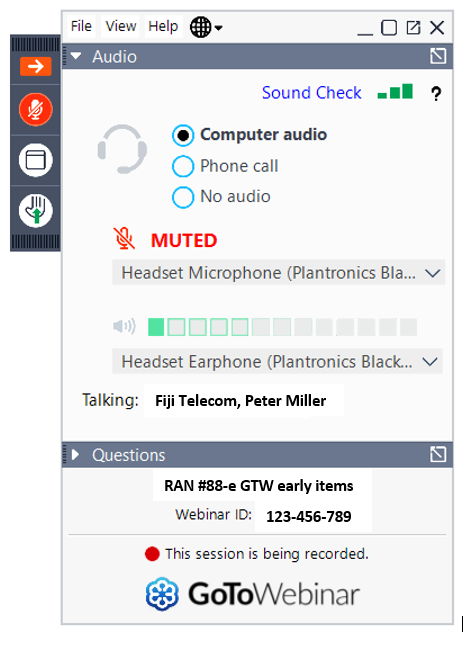 File View Help
Audio
Sound Check ?
Computer audio
Phone call
No audio
MUTED
Headset Microphone (Plantronics Bla...
Headset Earphone (Plantronics Black...
Talking: Fiji Telecom, Peter Miller
Questions
RAN #88-e GTW early items
Webinar ID: 123-456-789
This session is being recorded.
GoToWebinar